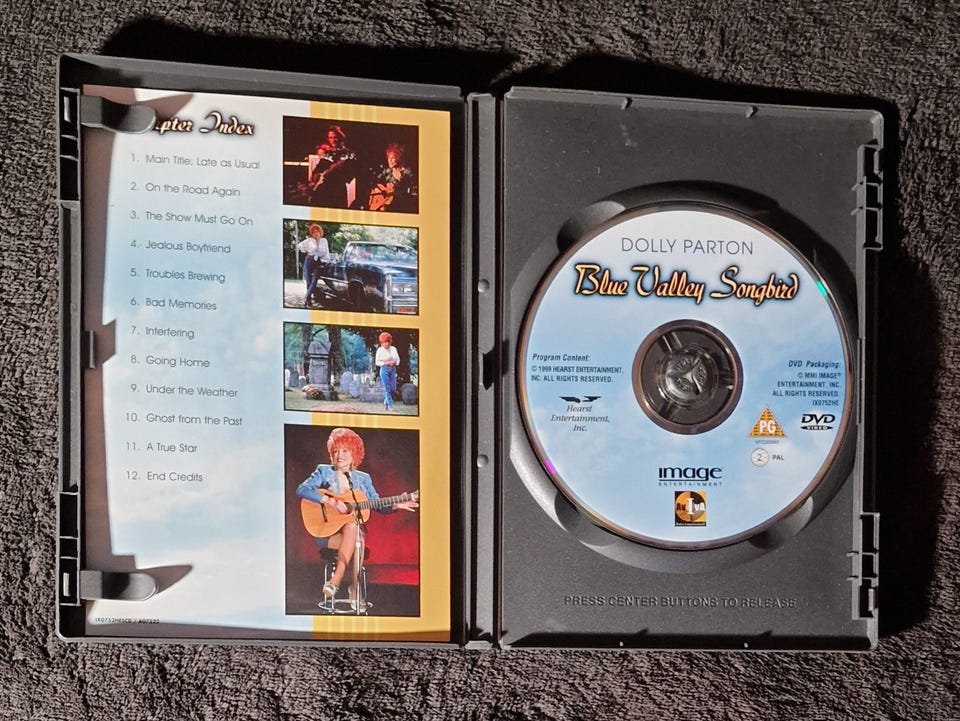 Chapter Index
1. Main Title: Late as Usual
2. On the Road Again
3. The Show Must Go On
4. Jealous Boyfriend
5. Troubles Brewing
6. Bad Memories
7. Interfering
8. Going Home
9. Under the Weather
10. Ghost from the Past
11. A True Star
12. End Credits
DOLLY PARTON
Blue Valley Songbird
Program Content:
© 1999 HEARST ENTERTAINMENT,
INC. ALL RIGHTS RESERVED.
Hearst
Entertainment,
Inc.
DVD Packaging:
© MMI IMAGE®
ENTERTAINMENT, INC.
ALL RIGHTS RESERVED.
IX0752HE
PG
DVD
VIDEO
2 PAL
image
ENTERTAINMENT
PRESS CENTER BUTTONS TO RELEASE